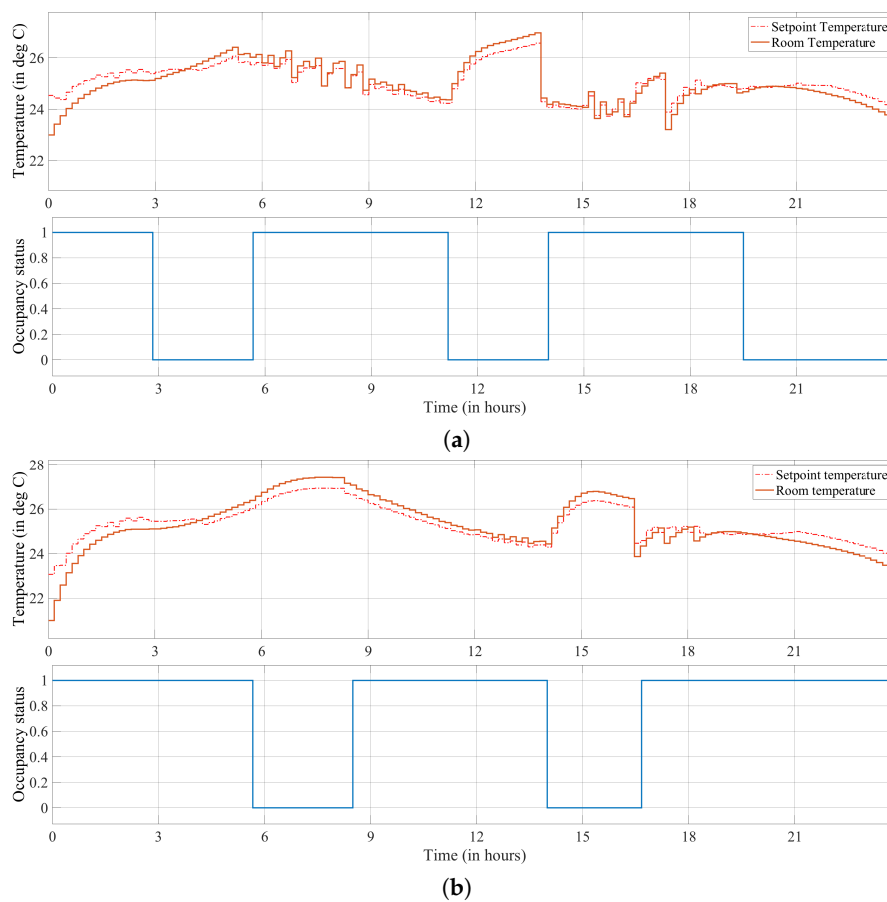 Temperature (in deg C)
26
24
22
Setpoint Temperature
Room Temperature
0 3 6 9 12 15 18 21
Occupancy status
1
0.8
0.6
0.4
0.2
0
0 3 6 9 12 15 18 21
Time (in hours)
(a)
Temperature (in deg C)
28
26
24
22
Setpoint temperature
Room temperature
0 3 6 9 12 15 18 21
Occupancy status
1
0.8
0.6
0.4
0.2
0
0 3 6 9 12 15 18 21
Time (in hours)
(b)